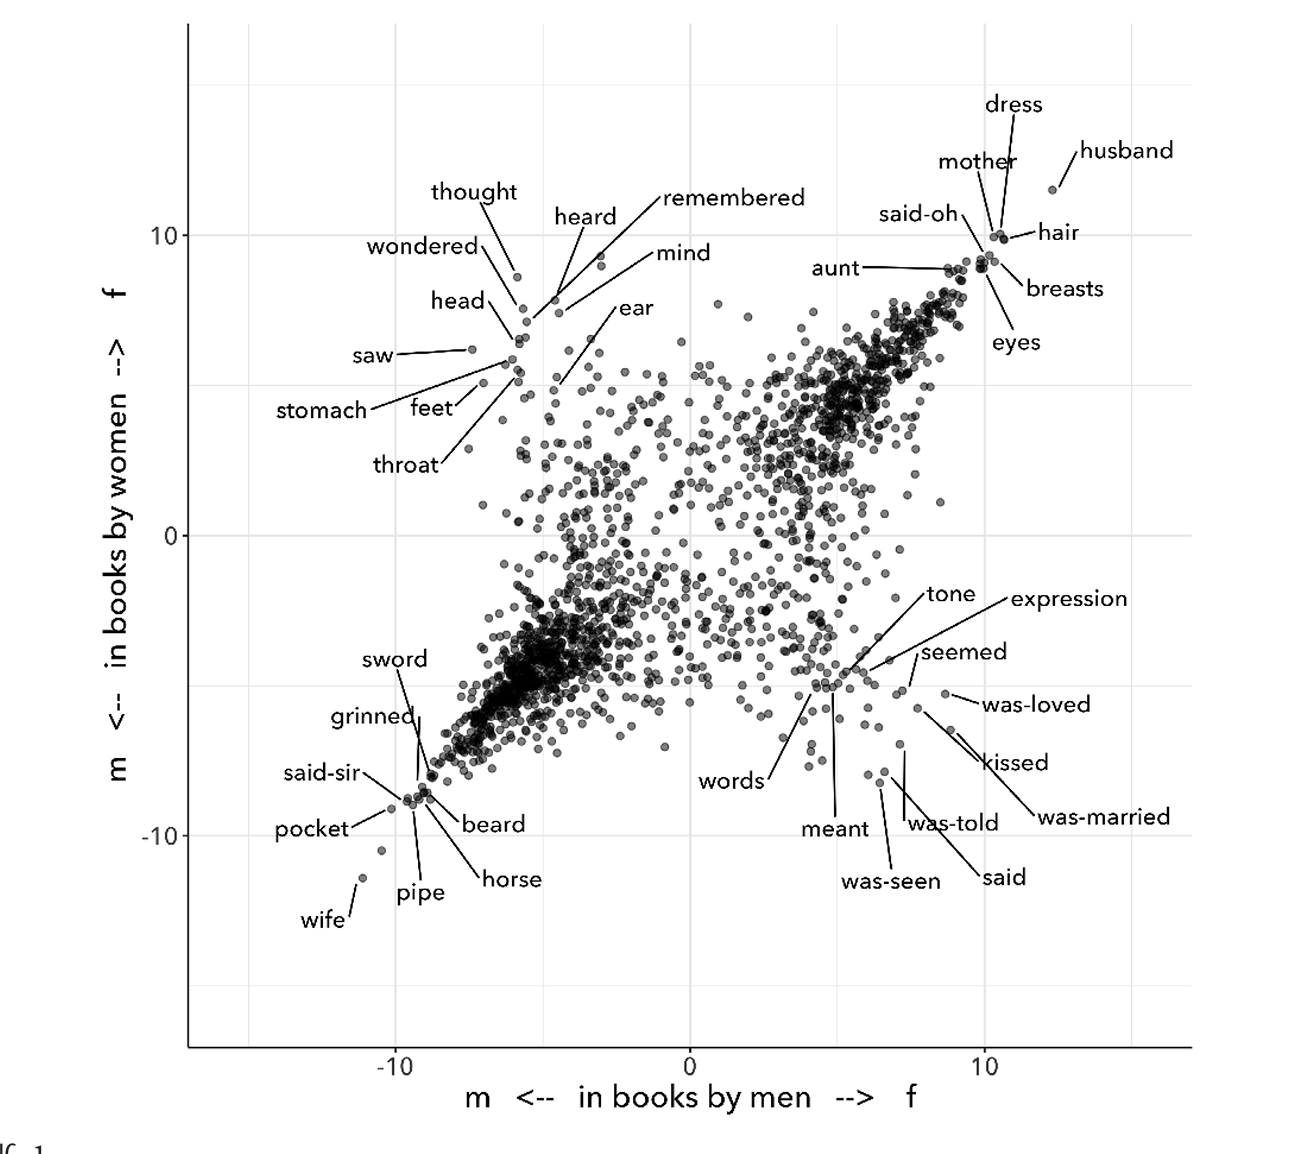 dress
husband
mother
thought
remembered
heard
said-oh
10
hair
wondered
mind
aunt
breasts
head
ear
eyes
saw
stomach
feet
throat
m <-- in books by women --> f
0
tone
expression
seemed
sword
was-loved
grinned
kissed
said-sir
words
was-married
pocket
beard
meant
was-told
-10
horse
was-seen
said
pipe
wife
-10
0
10
m <-- in books by men --> f